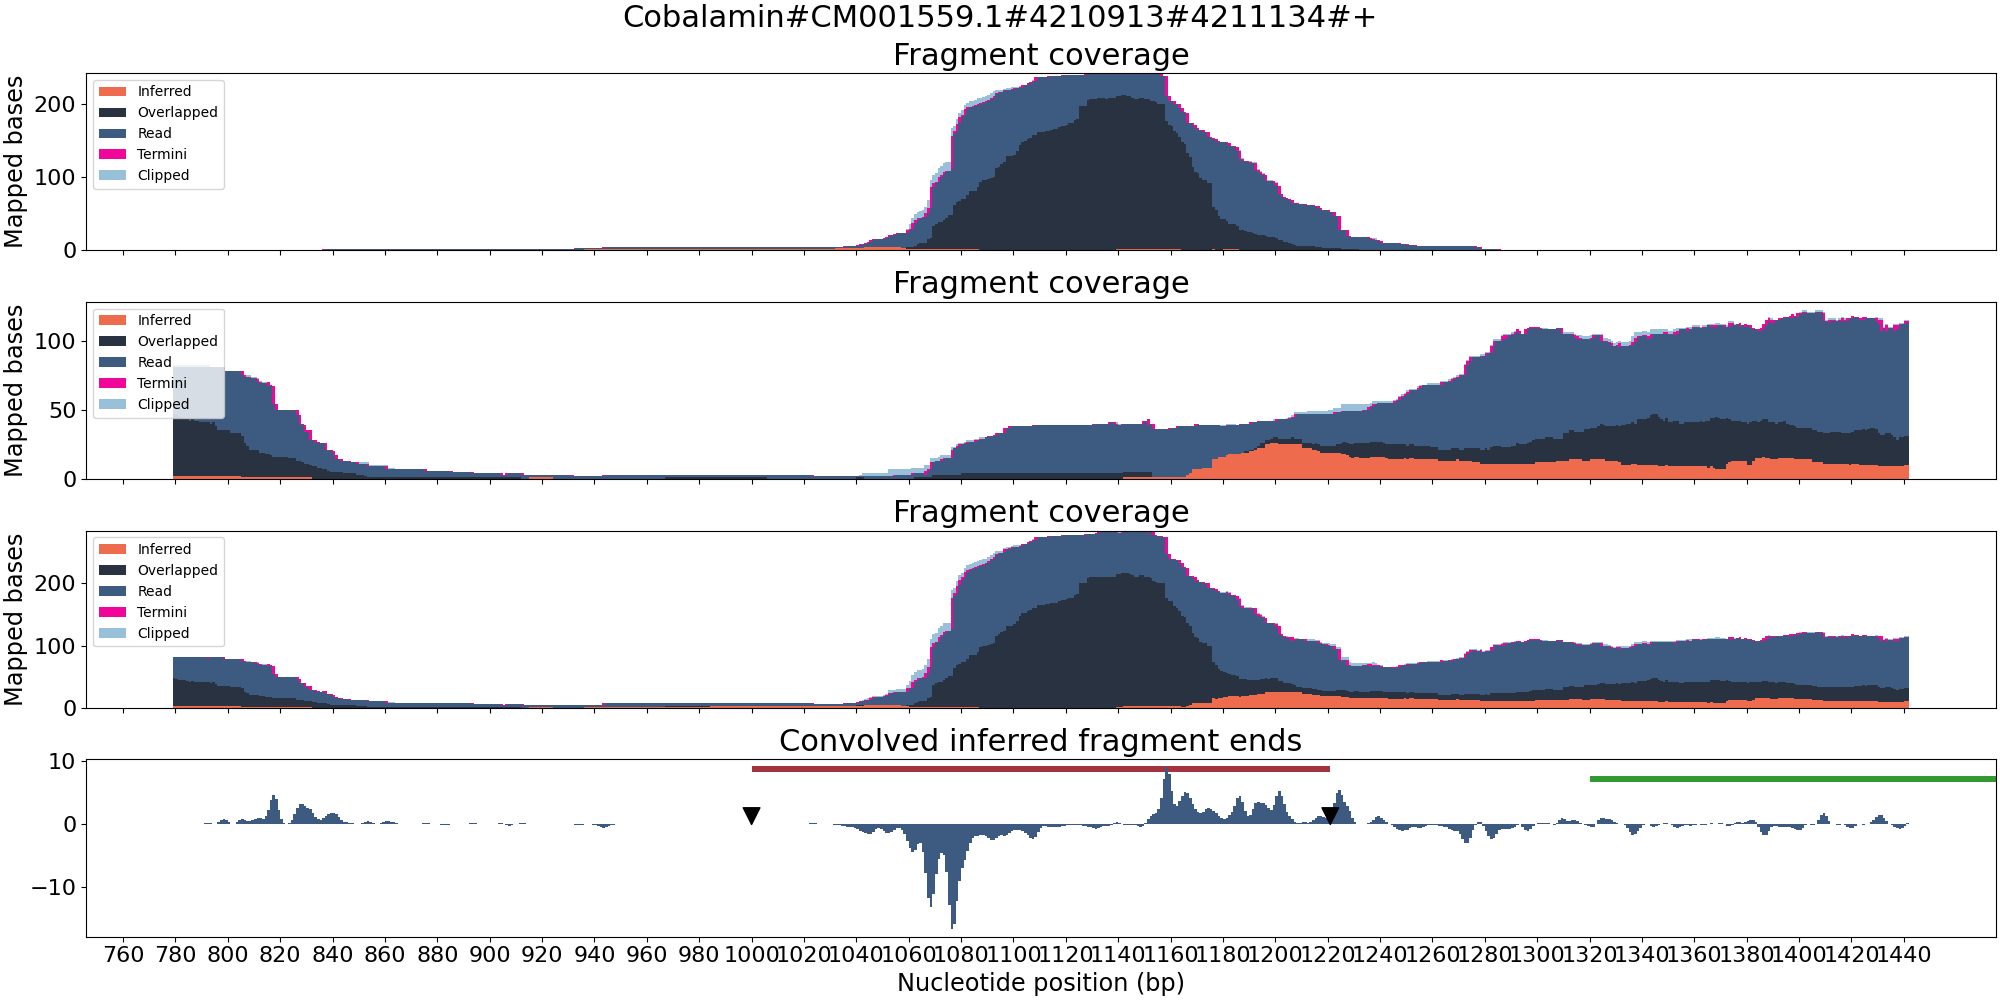 Cobalamin#CM001559.1#4210913#4211134#+
Fragment coverage
Mapped bases
200
100
0
Inferred
Overlapped
Read
Termini
Clipped
Fragment coverage
Mapped bases
100
50
0
Inferred
Overlapped
Read
Termini
Clipped
Fragment coverage
Mapped bases
200
100
0
Inferred
Overlapped
Read
Termini
Clipped
Convolved inferred fragment ends
10
0
−10
760 780 800 820 840 860 880 900 920 940 960 980 1000 1020 1040 1060 1080 1100 1120 1140 1160 1180 1200 1220 1240 1260 1280 1300 1320 1340 1360 1380 1400 1420 1440
Nucleotide position (bp)